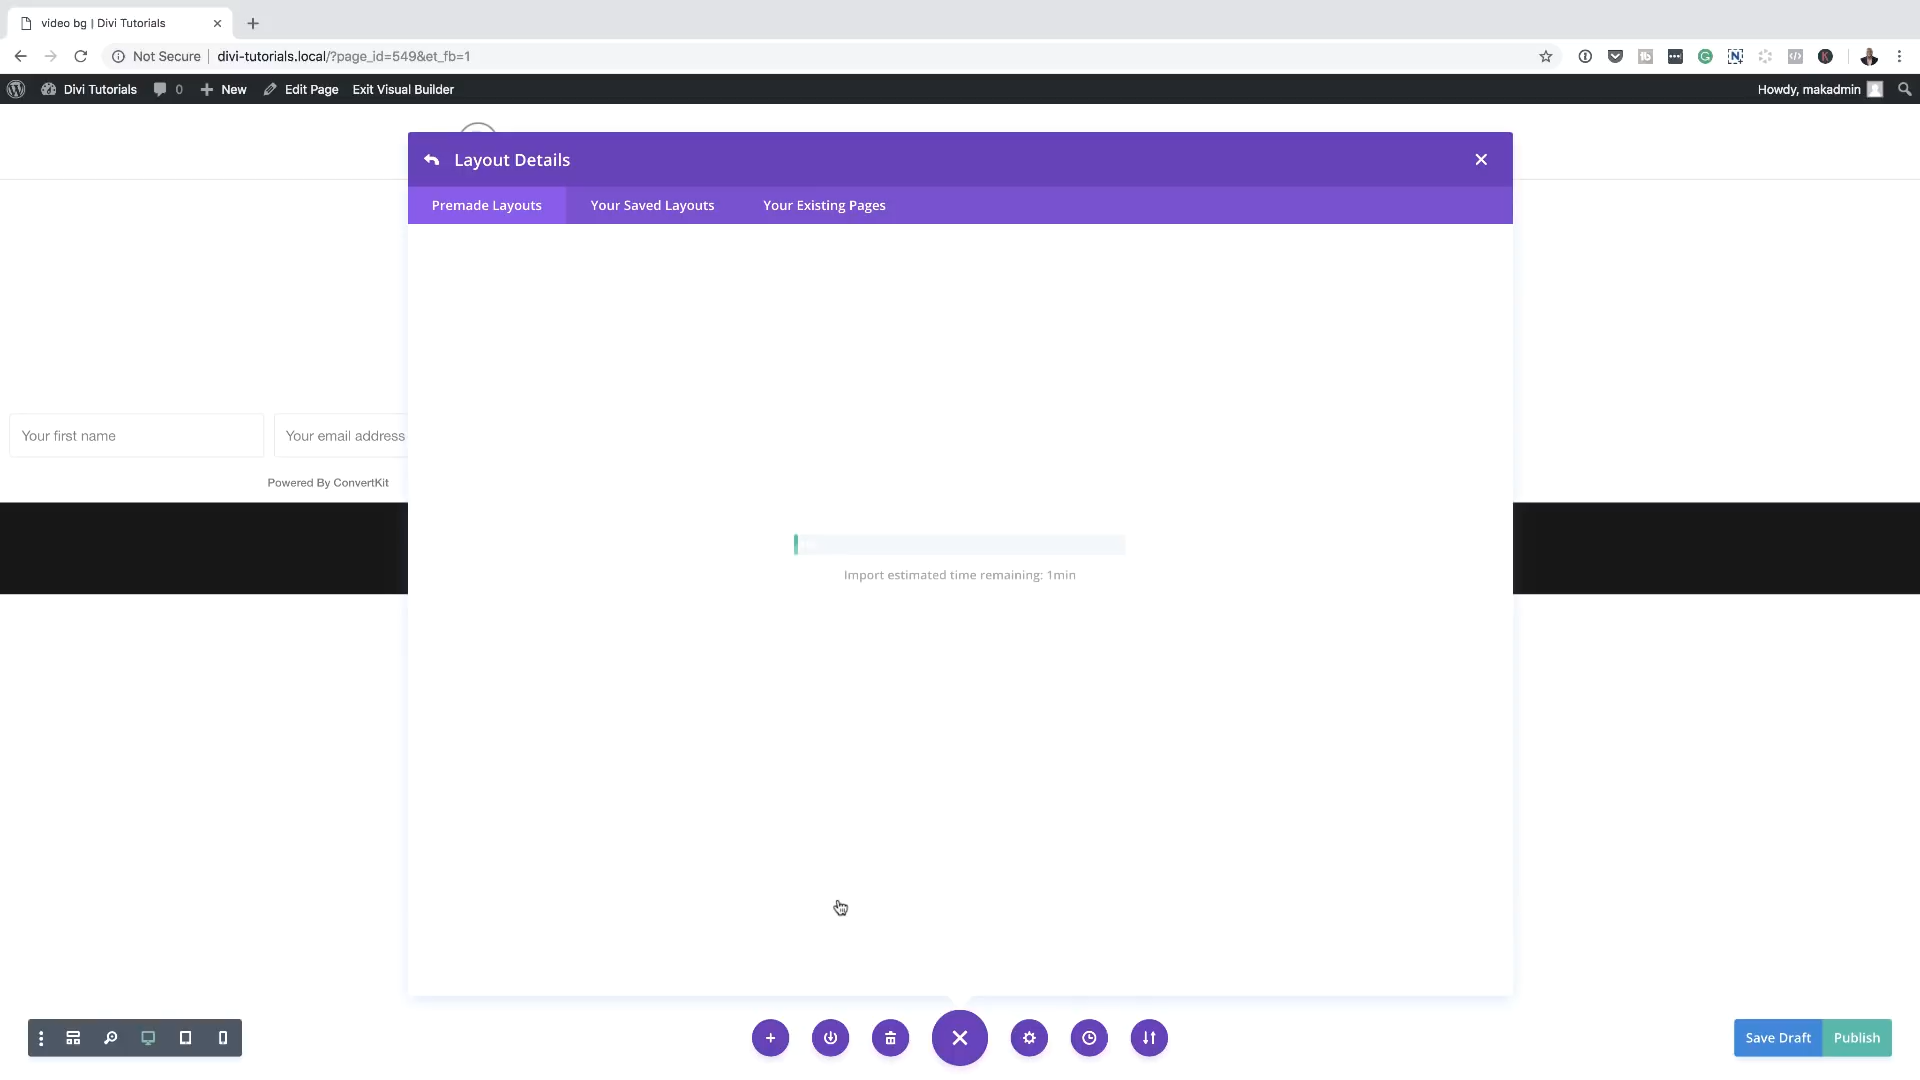 video bg | Divi Tutorials
Not Secure | divi-tutorials.local/?page_id=549&et_fb=1
Divi Tutorials 0 New Edit Page Exit Visual Builder Howdy, makadmin
Layout Details
Premade Layouts Your Saved Layouts Your Existing Pages
Your first name Your email address
Powered By ConvertKit
Import estimated time remaining: 1min
Save Draft Publish